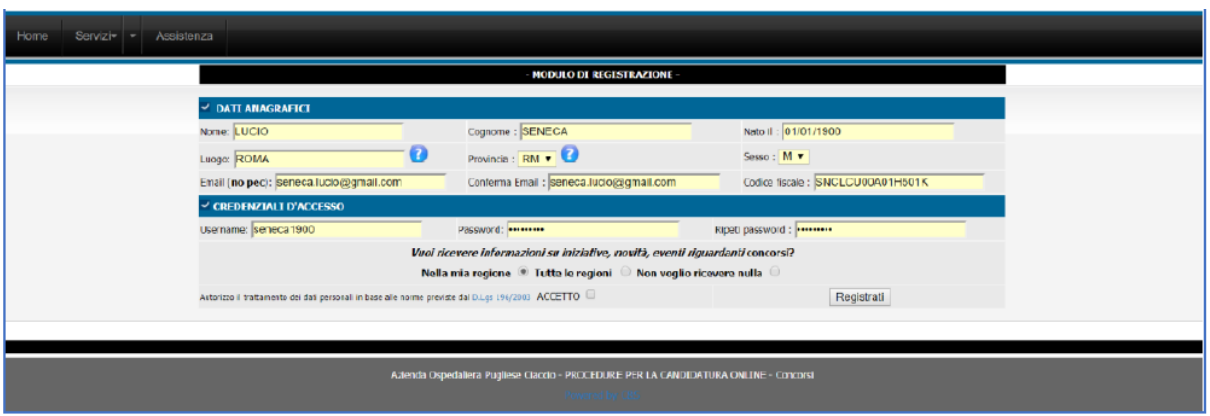 Home Servizi Assistenza
- MODULO DI REGISTRAZIONE -
DATI ANAGRAFICI
Nome: LUCIO Cognome : SENECA Nato il : 01/01/1900
Luogo: ROMA Provincia : RM Sesso : M
Email (no pec): seneca.lucio@gmail.com Conferma Email : seneca.lucio@gmail.com Codice fiscale : SNCLCU00A01H501K
CREDENZIALI D'ACCESSO
Username: seneca1900 Password: ••••••••• Ripeti password : •••••••••
Vuoi ricevere informazioni su iniziative, novità, eventi riguardanti concorsi?
Nella mia regione Tutte le regioni Non voglio ricevere nulla
Autorizzo il trattamento dei dati personali in base alle norme previste dal D.Lgs 196/2003 ACCETTO Registrati
Azienda Ospedaliera Pugliese Ciaccio - PROCEDURE PER LA CANDIDATURA ONLINE - Concorsi